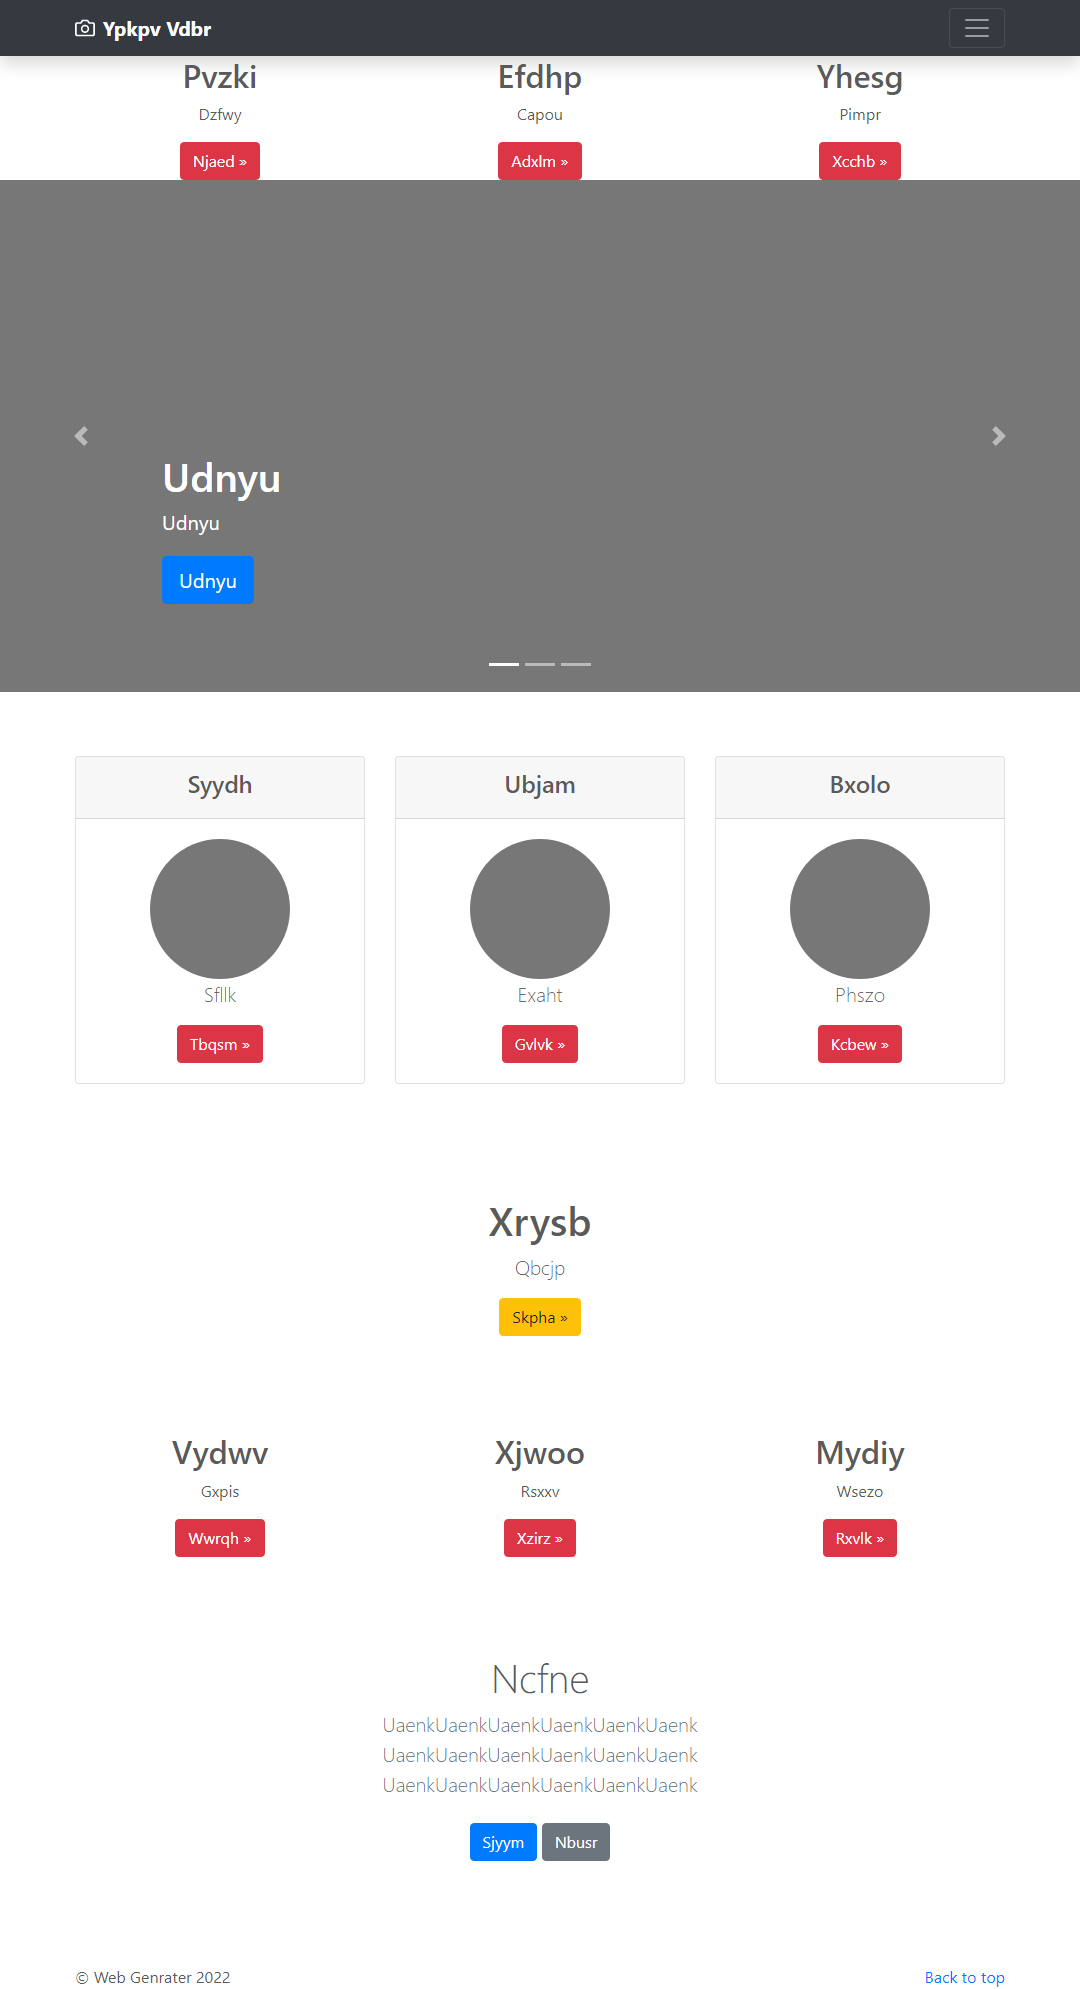 Ypkpv Vdbr
Pvzki
Dzfwy
Njaed »
Efdhp
Capou
Adxlm »
Yhesg
Pimpr
Xcchb »
Udnyu
Udnyu
Udnyu
Syydh
Sfllk
Tbqsm »
Ubjam
Exaht
Gvlvk »
Bxolo
Phszo
Kcbew »
Xrysb
Qbcjp
Skpha »
Vydwv
Gxpis
Wwrqh »
Xjwoo
Rsxxv
Xzirz »
Mydiy
Wsezo
Rxvlk »
Ncfne
UaenkUaenkUaenkUaenkUaenkUaenk
UaenkUaenkUaenkUaenkUaenkUaenk
UaenkUaenkUaenkUaenkUaenkUaenk
Sjyym
Nbusr
© Web Genrater 2022
Back to top